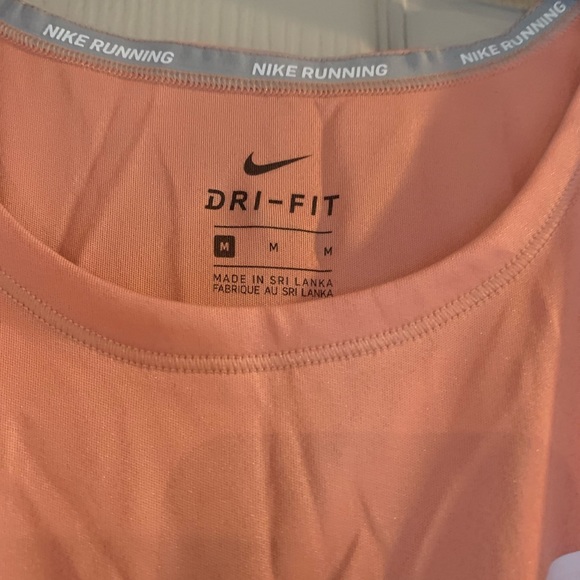 NIKE RUNNING NIKE RUNNING NIKE RUNNING
DRI-FIT
M M M
MADE IN SRI LANKA
FABRIQUE AU SRI LANKA